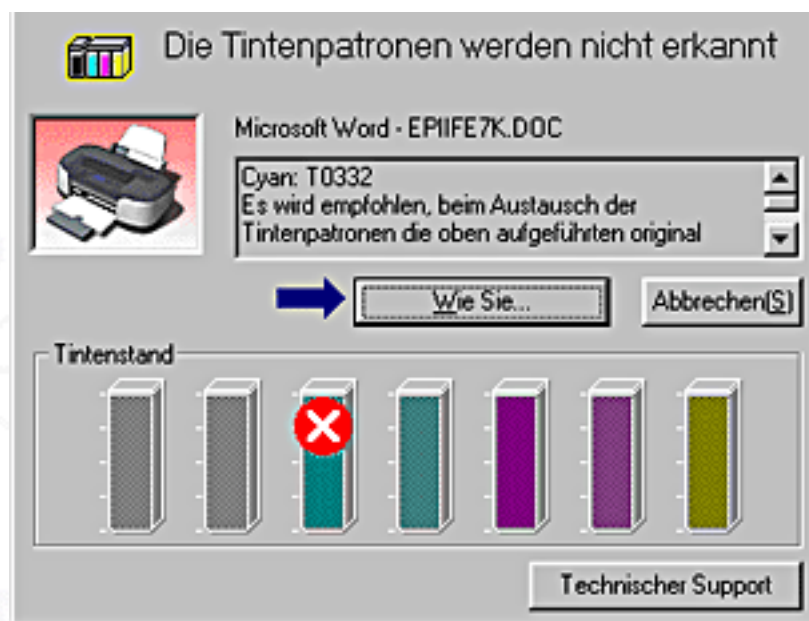 Die Tintenpatronen werden nicht erkannt
Microsoft Word - EPIIFE7K.DOC
Cyan: T0332
Es wird empfohlen, beim Austausch der
Tintenpatronen die oben aufgeführten original
Wie Sie...
Abbrechen(S)
Tintenstand
Technischer Support